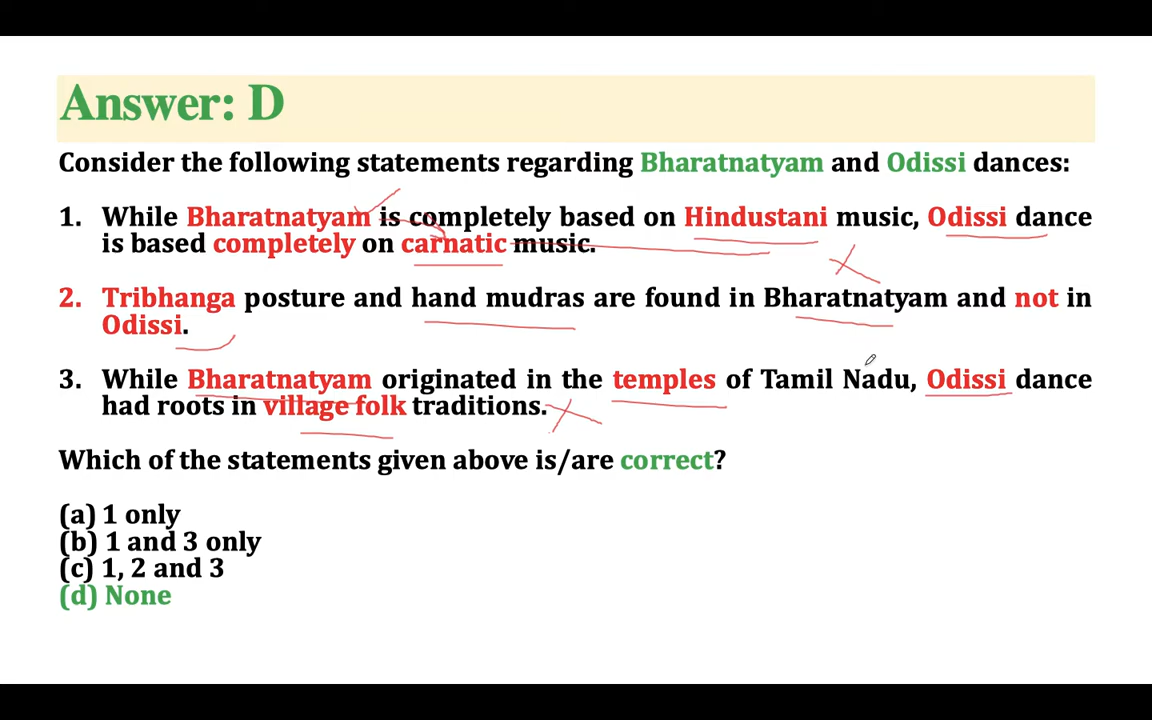 Answer: D
Consider the following statements regarding Bharatnatyam and Odissi dances:
1. While Bharatnatyam is completely based on Hindustani music, Odissi dance
is based completely on carnatic music.
2. Tribhanga posture and hand mudras are found in Bharatnatyam and not in
Odissi.
3. While Bharatnatyam originated in the temples of Tamil Nadu, Odissi dance
had roots in village folk traditions.
Which of the statements given above is/are correct?
(a) 1 only
(b) 1 and 3 only
(c) 1, 2 and 3
(d) None